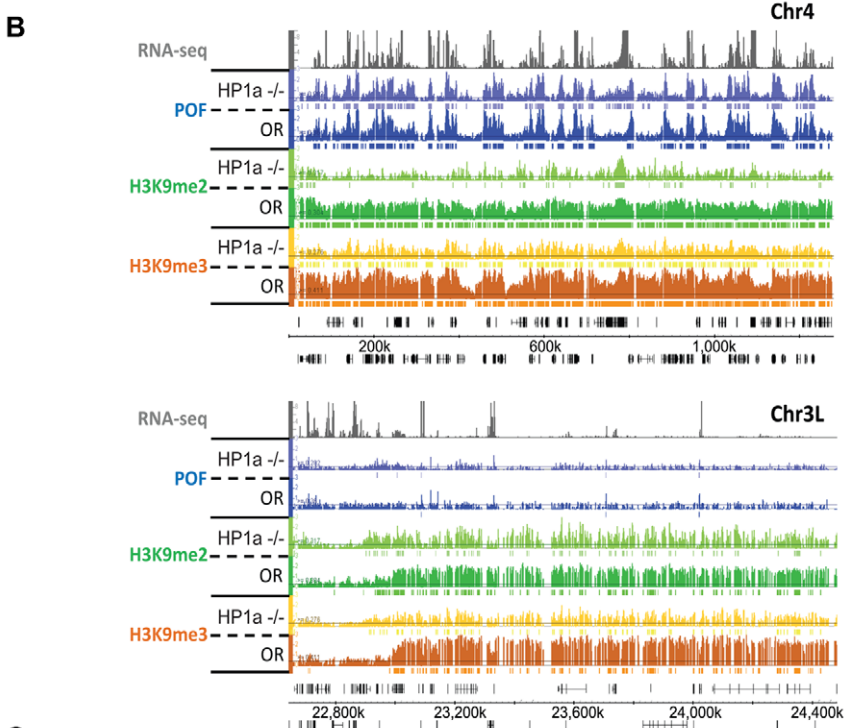 B
Chr4
RNA-seq
HP1a -/-
POF
OR
HP1a -/-
H3K9me2
OR
HP1a -/-
H3K9me3
OR
200k 600k 1,000k
Chr3L
RNA-seq
HP1a -/-
POF
OR
HP1a -/-
H3K9me2
OR
HP1a -/-
H3K9me3
OR
22,800k 23,200k 23,600k 24,000k 24,400k